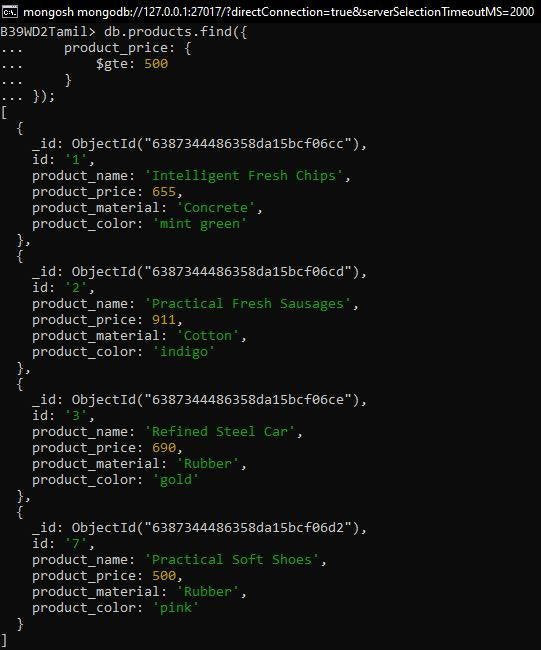 mongosh mongodb://127.0.0.1:27017/?directConnection=true&serverSelectionTimeoutMS=2000
B39WD2Tamil> db.products.find({
...     product_price: {
...         $gte: 500
...     }
... });
[
  {
    _id: ObjectId("6387344486358da15bcf06cc"),
    id: '1',
    product_name: 'Intelligent Fresh Chips',
    product_price: 655,
    product_material: 'Concrete',
    product_color: 'mint green'
  },
  {
    _id: ObjectId("6387344486358da15bcf06cd"),
    id: '2',
    product_name: 'Practical Fresh Sausages',
    product_price: 911,
    product_material: 'Cotton',
    product_color: 'indigo'
  },
  {
    _id: ObjectId("6387344486358da15bcf06ce"),
    id: '3',
    product_name: 'Refined Steel Car',
    product_price: 690,
    product_material: 'Rubber',
    product_color: 'gold'
  },
  {
    _id: ObjectId("6387344486358da15bcf06d2"),
    id: '7',
    product_name: 'Practical Soft Shoes',
    product_price: 500,
    product_material: 'Rubber',
    product_color: 'pink'
  }
]